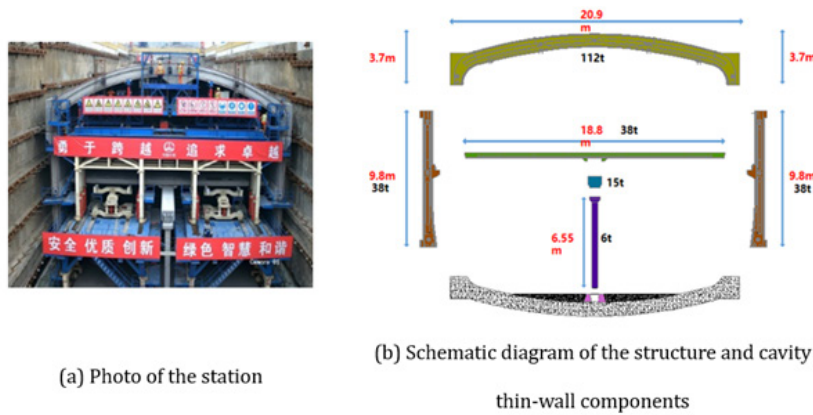 勇于跨越 追求卓越
安全 优质 创新 绿色 智慧 和谐
(a) Photo of the station
20.9
m
3.7m
3.7m
112t
18.8
m
38t
9.8m
38t
9.8m
38t
15t
6.55
m
6t
(b) Schematic diagram of the structure and cavity
thin-wall components